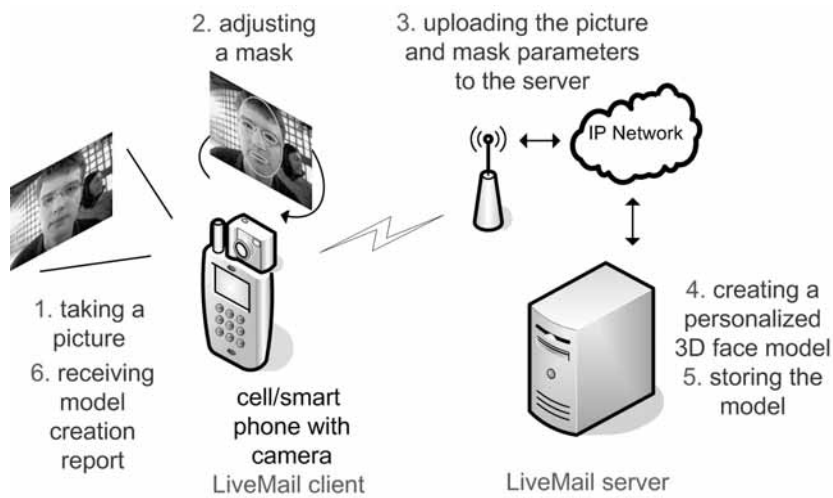 2. adjusting
a mask
3. uploading the picture
and mask parameters
to the server
IP Network
1. taking a
picture
6. receiving
model
creation
report
cell/smart
phone with
camera
LiveMail client
4. creating a
personalized
3D face model
5. storing the
model
LiveMail server